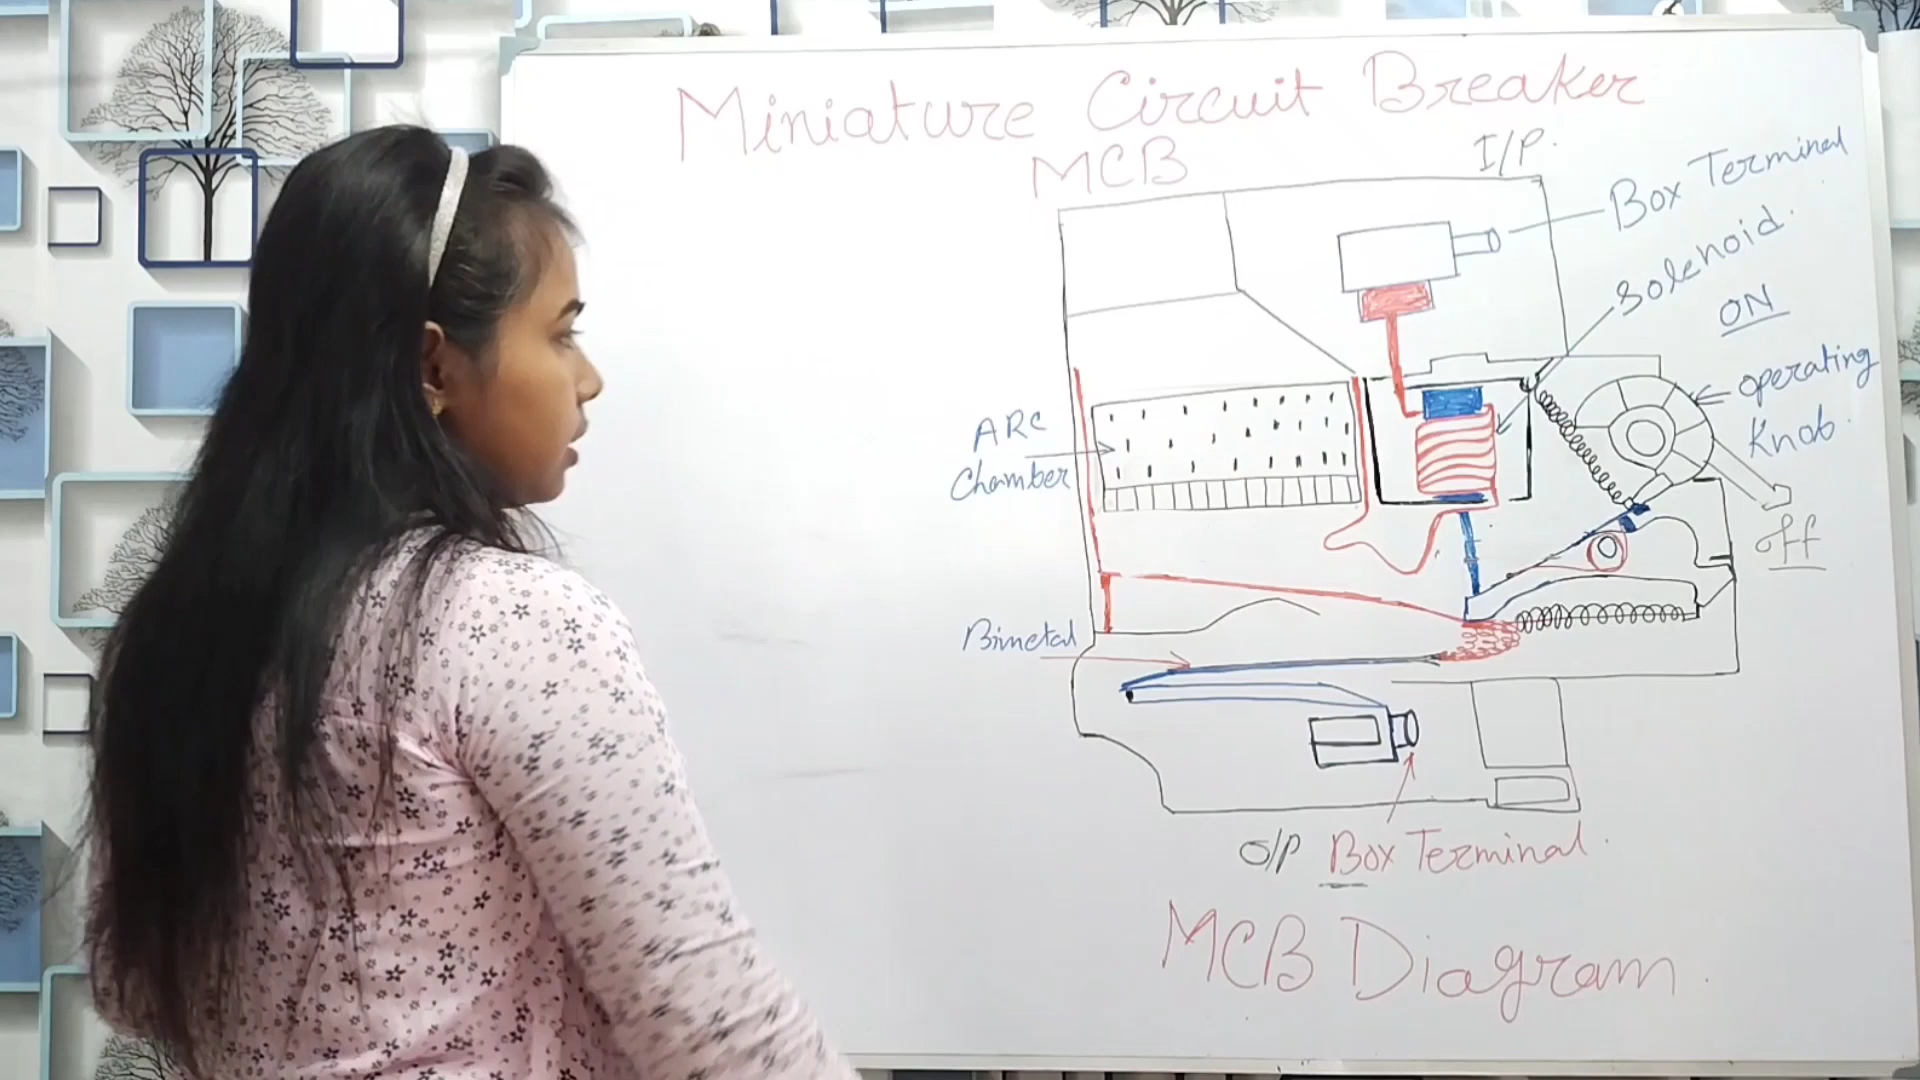 Miniature Circuit Breaker
MCB
I/P.
Box Terminal
Solenoid.
ON
operating
Knob.
off
ARC
Chamber
Bimetal
O/P Box Terminal.
MCB Diagram.